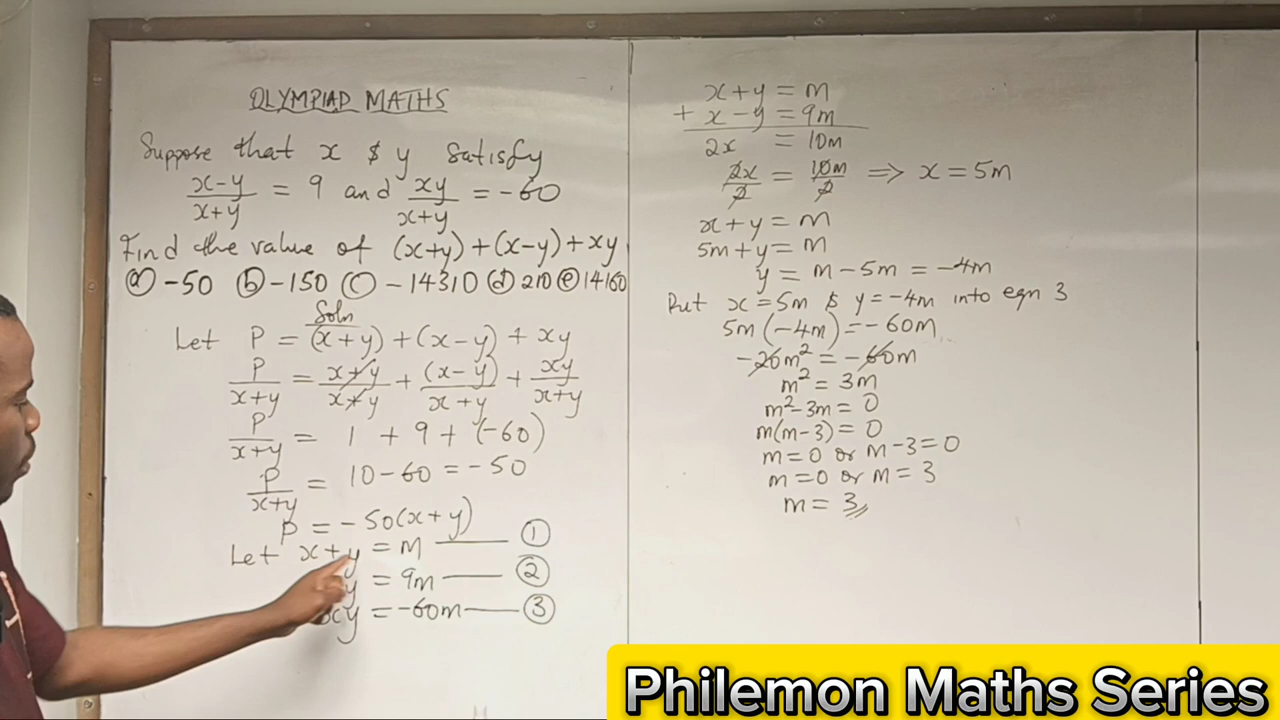 OLYMPIAD MATHS
Suppose that x & y satisfy
x-y/x+y = 9 and xy/x+y = -60
Find the value of (x+y)+(x-y)+xy
(a) -50 (b) -150 (c) -14310 (d) 210 (e) 14160
Soln
Let P = (x+y)+(x-y)+xy
P/x+y = x+y/x+y + (x-y)/x+y + xy/x+y
P/x+y = 1 + 9 + (-60)
P/x+y = 10-60 = -50
P = -50(x+y)
Let x+y = m —— (1)
y = 9m —— (2)
xy = -60m —— (3)
x+y = m
+ x-y = 9m
2x = 10m
2x/2 = 10m/2 ⟹ x = 5m
x+y = m
5m+y = m
y = m-5m = -4m
Put x=5m & y=-4m into eqn 3
5m(-4m) = -60m
-20m² = -60m
m² = 3m
m²-3m = 0
m(m-3) = 0
m=0 or m-3=0
m=0 or m=3
m = 3
Philemon Maths Series